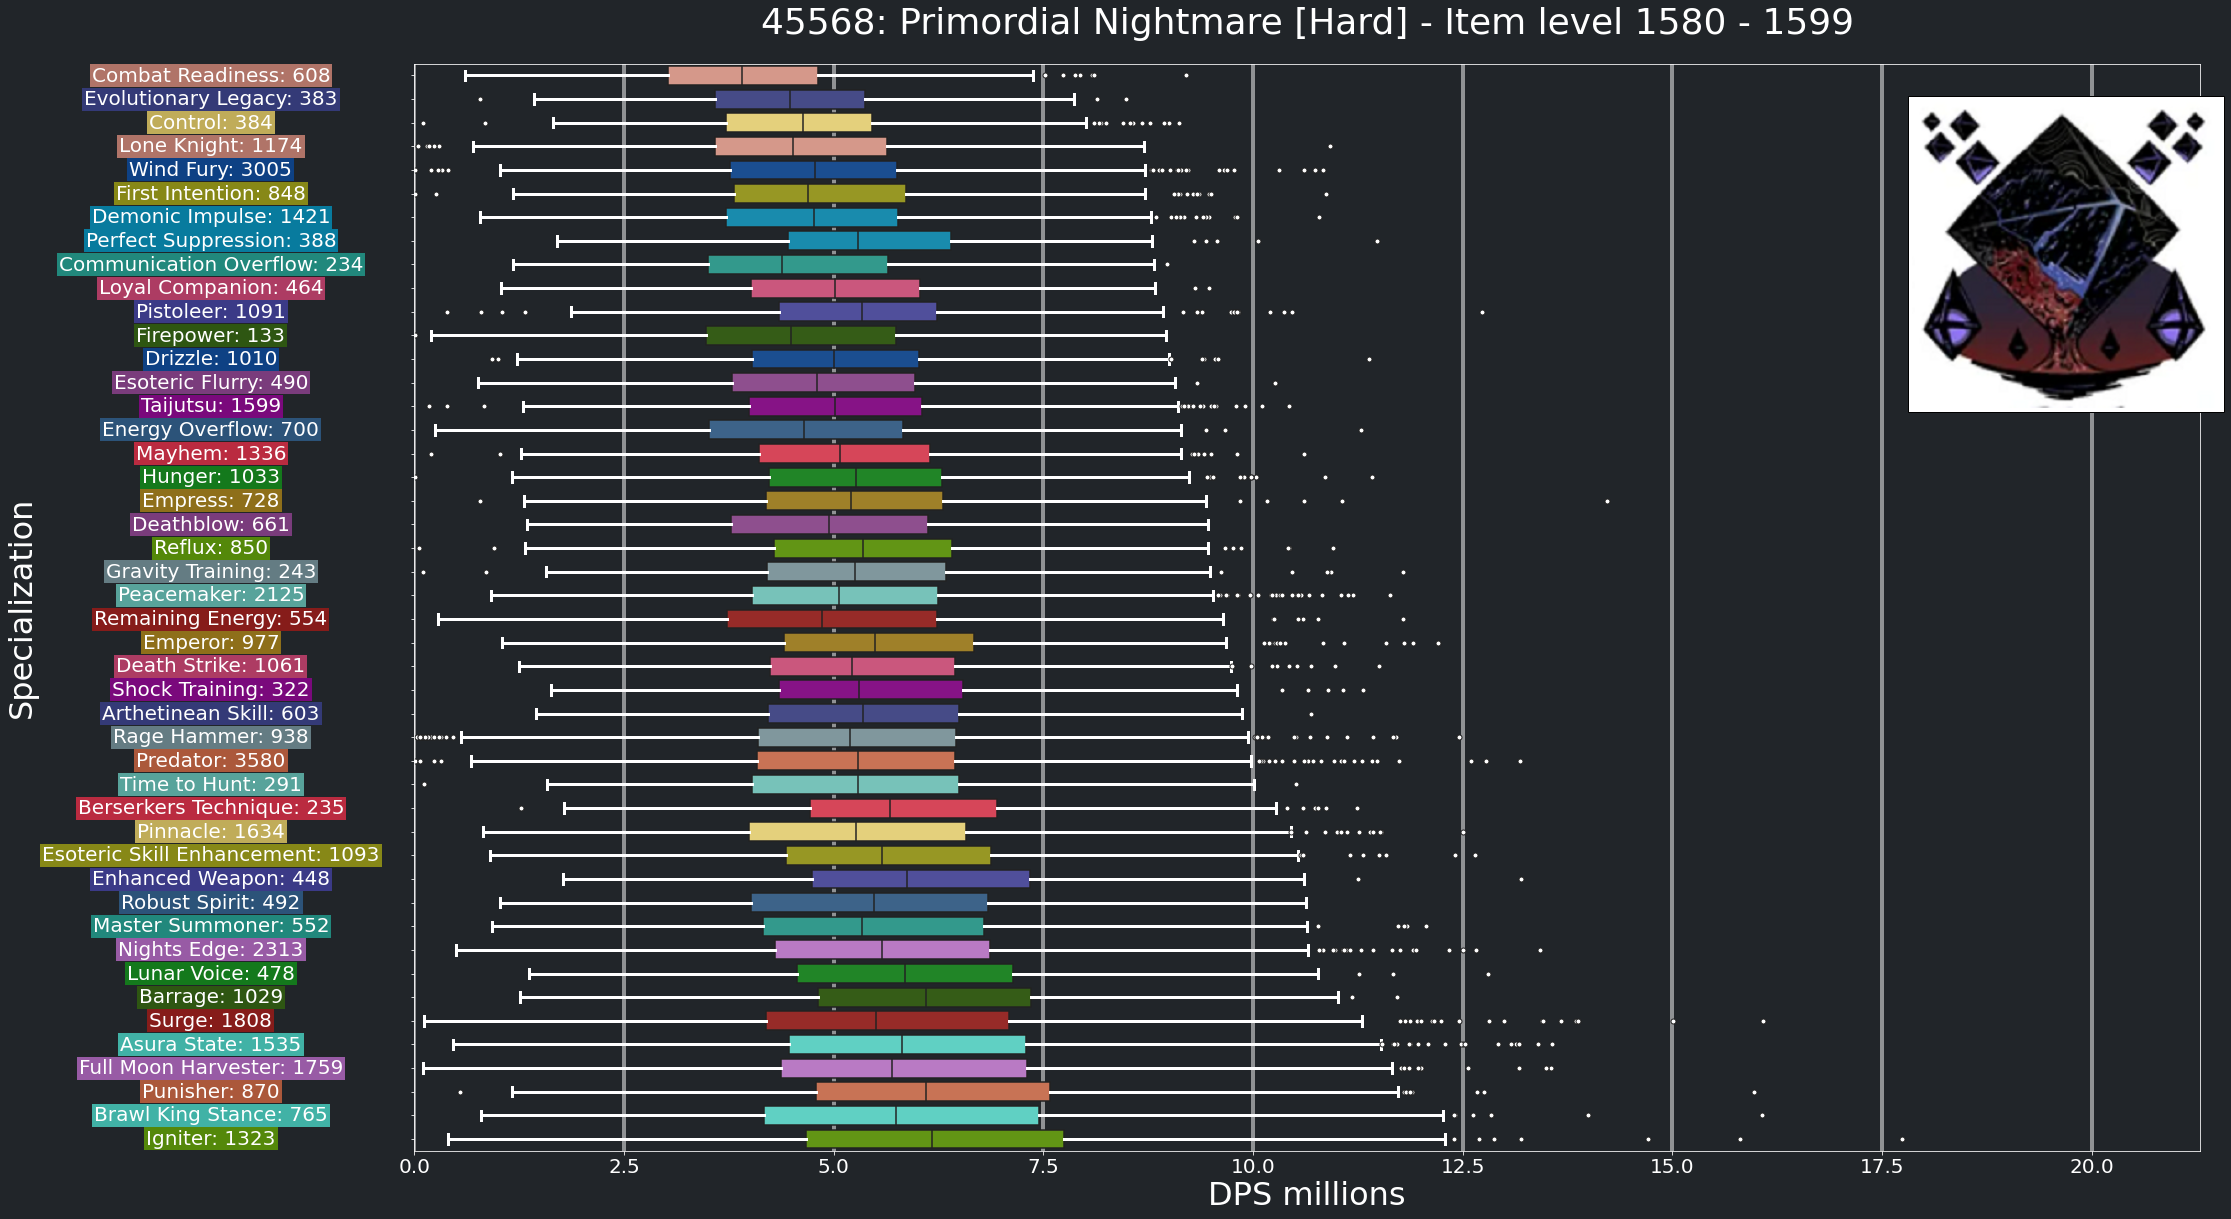 45568: Primordial Nightmare [Hard] - Item level 1580 - 1599
Specialization
Combat Readiness: 608
Evolutionary Legacy: 383
Control: 384
Lone Knight: 1174
Wind Fury: 3005
First Intention: 848
Demonic Impulse: 1421
Perfect Suppression: 388
Communication Overflow: 234
Loyal Companion: 464
Pistoleer: 1091
Firepower: 133
Drizzle: 1010
Esoteric Flurry: 490
Taijutsu: 1599
Energy Overflow: 700
Mayhem: 1336
Hunger: 1033
Empress: 728
Deathblow: 661
Reflux: 850
Gravity Training: 243
Peacemaker: 2125
Remaining Energy: 554
Emperor: 977
Death Strike: 1061
Shock Training: 322
Arthetinean Skill: 603
Rage Hammer: 938
Predator: 3580
Time to Hunt: 291
Berserkers Technique: 235
Pinnacle: 1634
Esoteric Skill Enhancement: 1093
Enhanced Weapon: 448
Robust Spirit: 492
Master Summoner: 552
Nights Edge: 2313
Lunar Voice: 478
Barrage: 1029
Surge: 1808
Asura State: 1535
Full Moon Harvester: 1759
Punisher: 870
Brawl King Stance: 765
Igniter: 1323
0.0 2.5 5.0 7.5 10.0 12.5 15.0 17.5 20.0
DPS millions